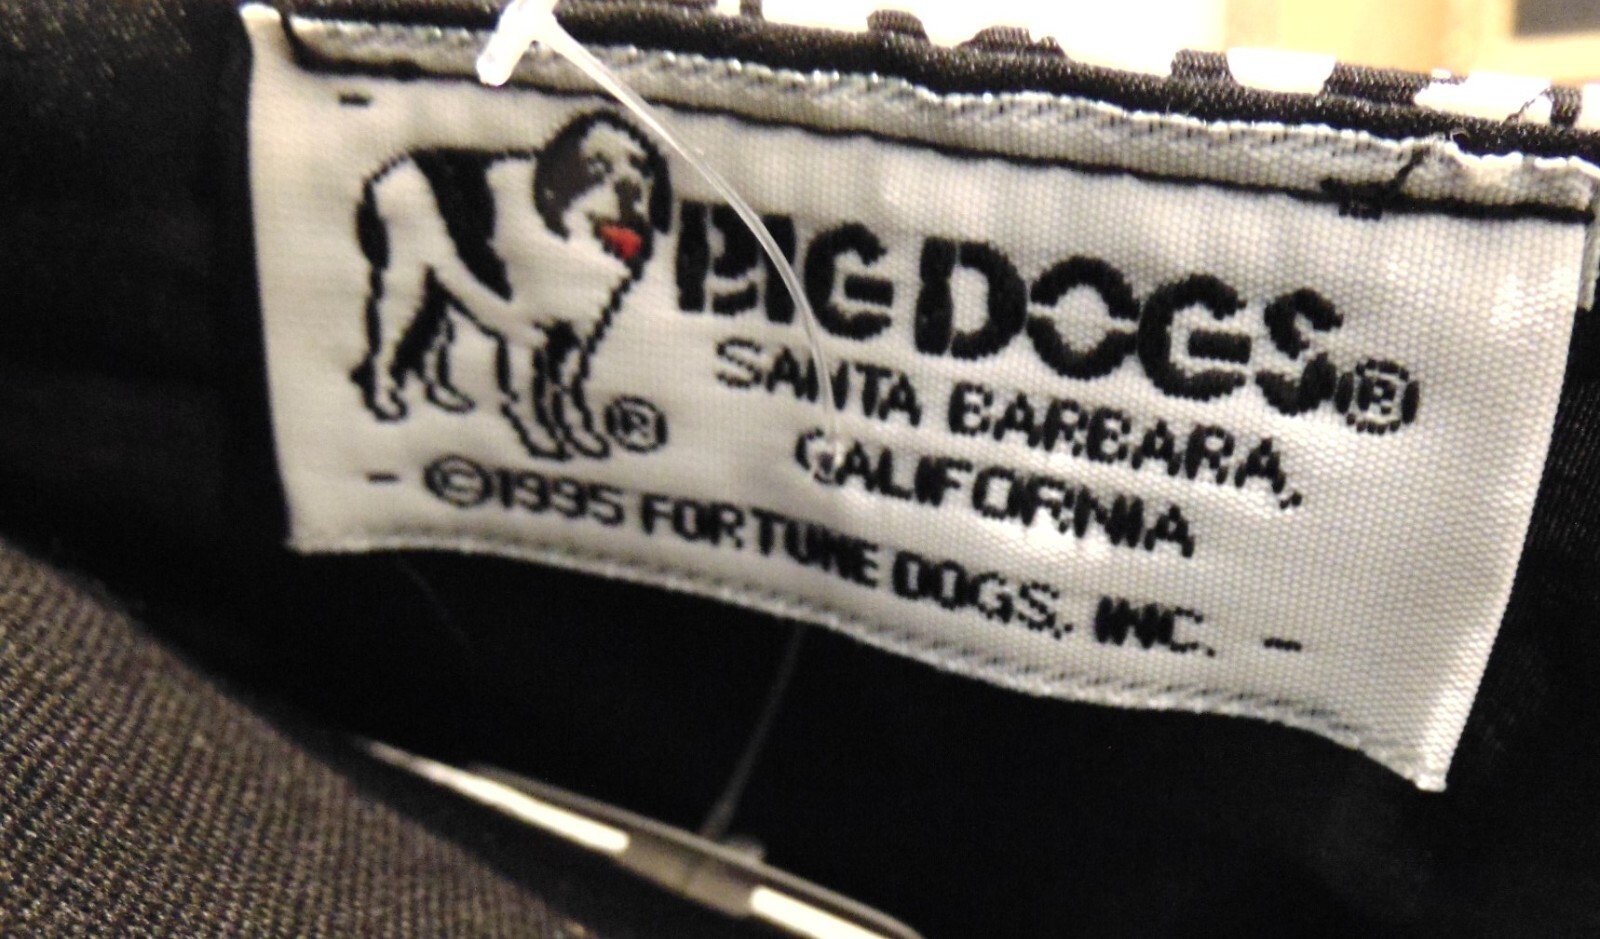 BIG DOGS®
SANTA BARBARA,
CALIFORNIA
®
- ©1995 FORTUNE DOGS, INC. -